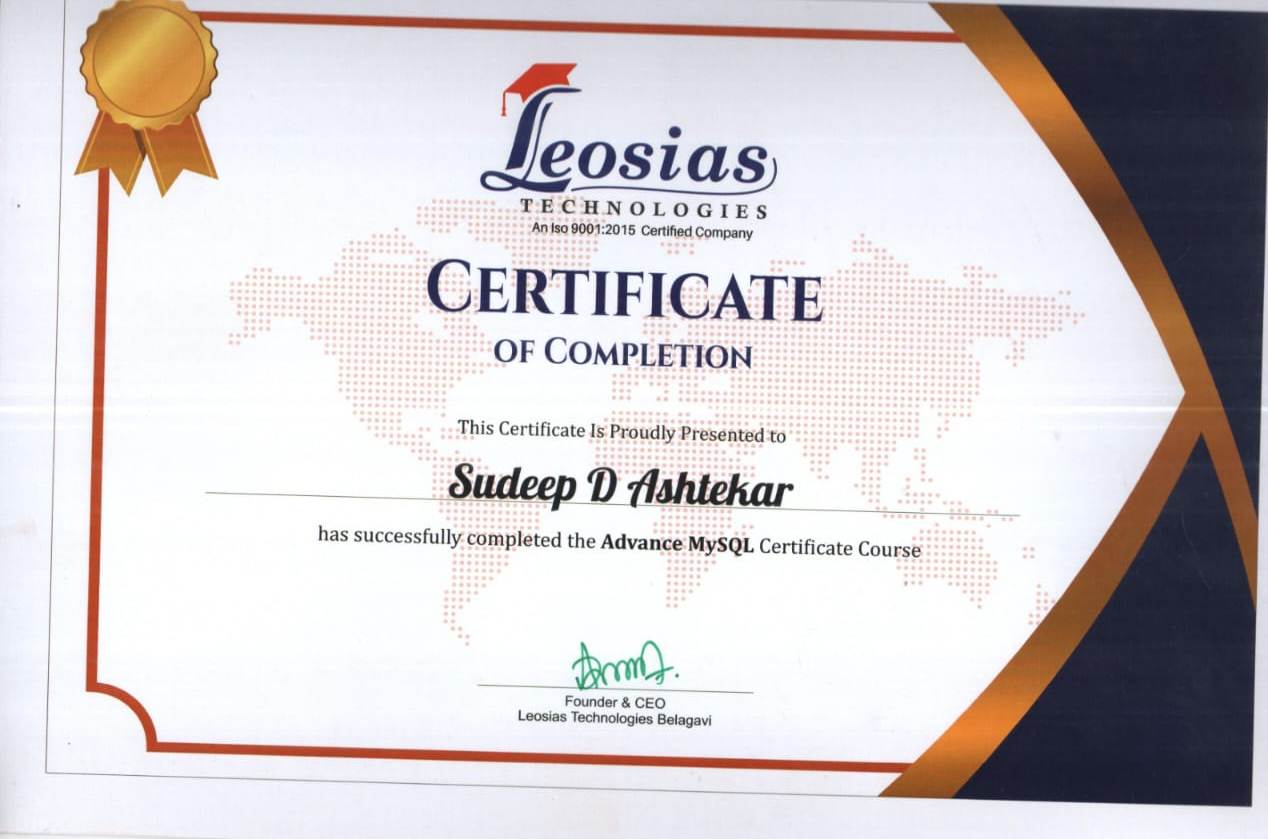 Leosias
TECHNOLOGIES
An Iso 9001:2015 Certified Company
CERTIFICATE
OF COMPLETION
This Certificate Is Proudly Presented to
Sudeep D Ashtekar
has successfully completed the Advance MySQL Certificate Course
Founder & CEO
Leosias Technologies Belagavi